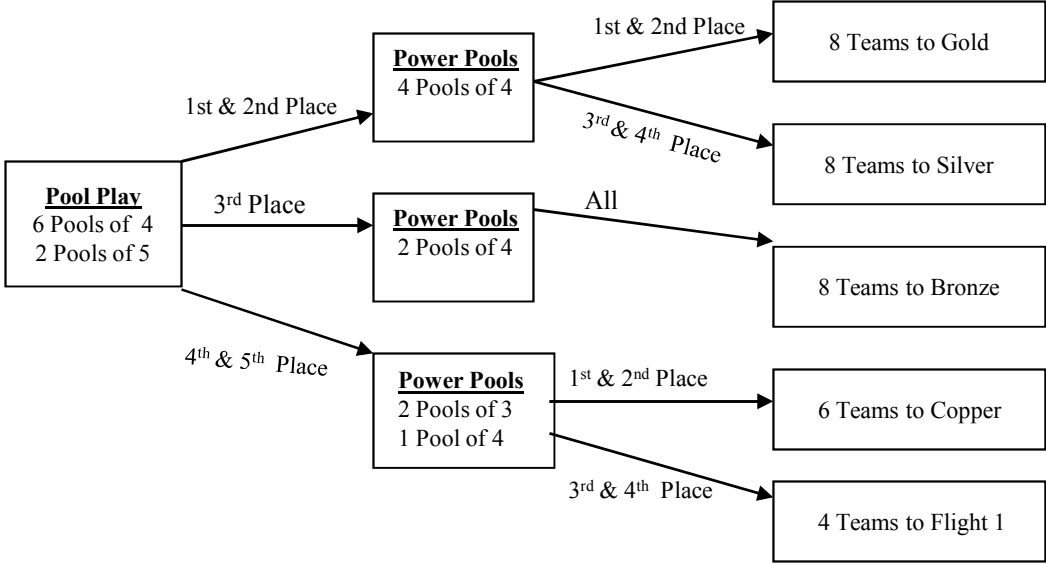 Pool Play
6 Pools of 4
2 Pools of 5
1st & 2nd Place
3rd Place
4th & 5th Place
Power Pools
4 Pools of 4
1st & 2nd Place
3rd & 4th Place
8 Teams to Gold
8 Teams to Silver
Power Pools
2 Pools of 4
All
8 Teams to Bronze
Power Pools
2 Pools of 3
1 Pool of 4
1st & 2nd Place
3rd & 4th Place
6 Teams to Copper
4 Teams to Flight 1